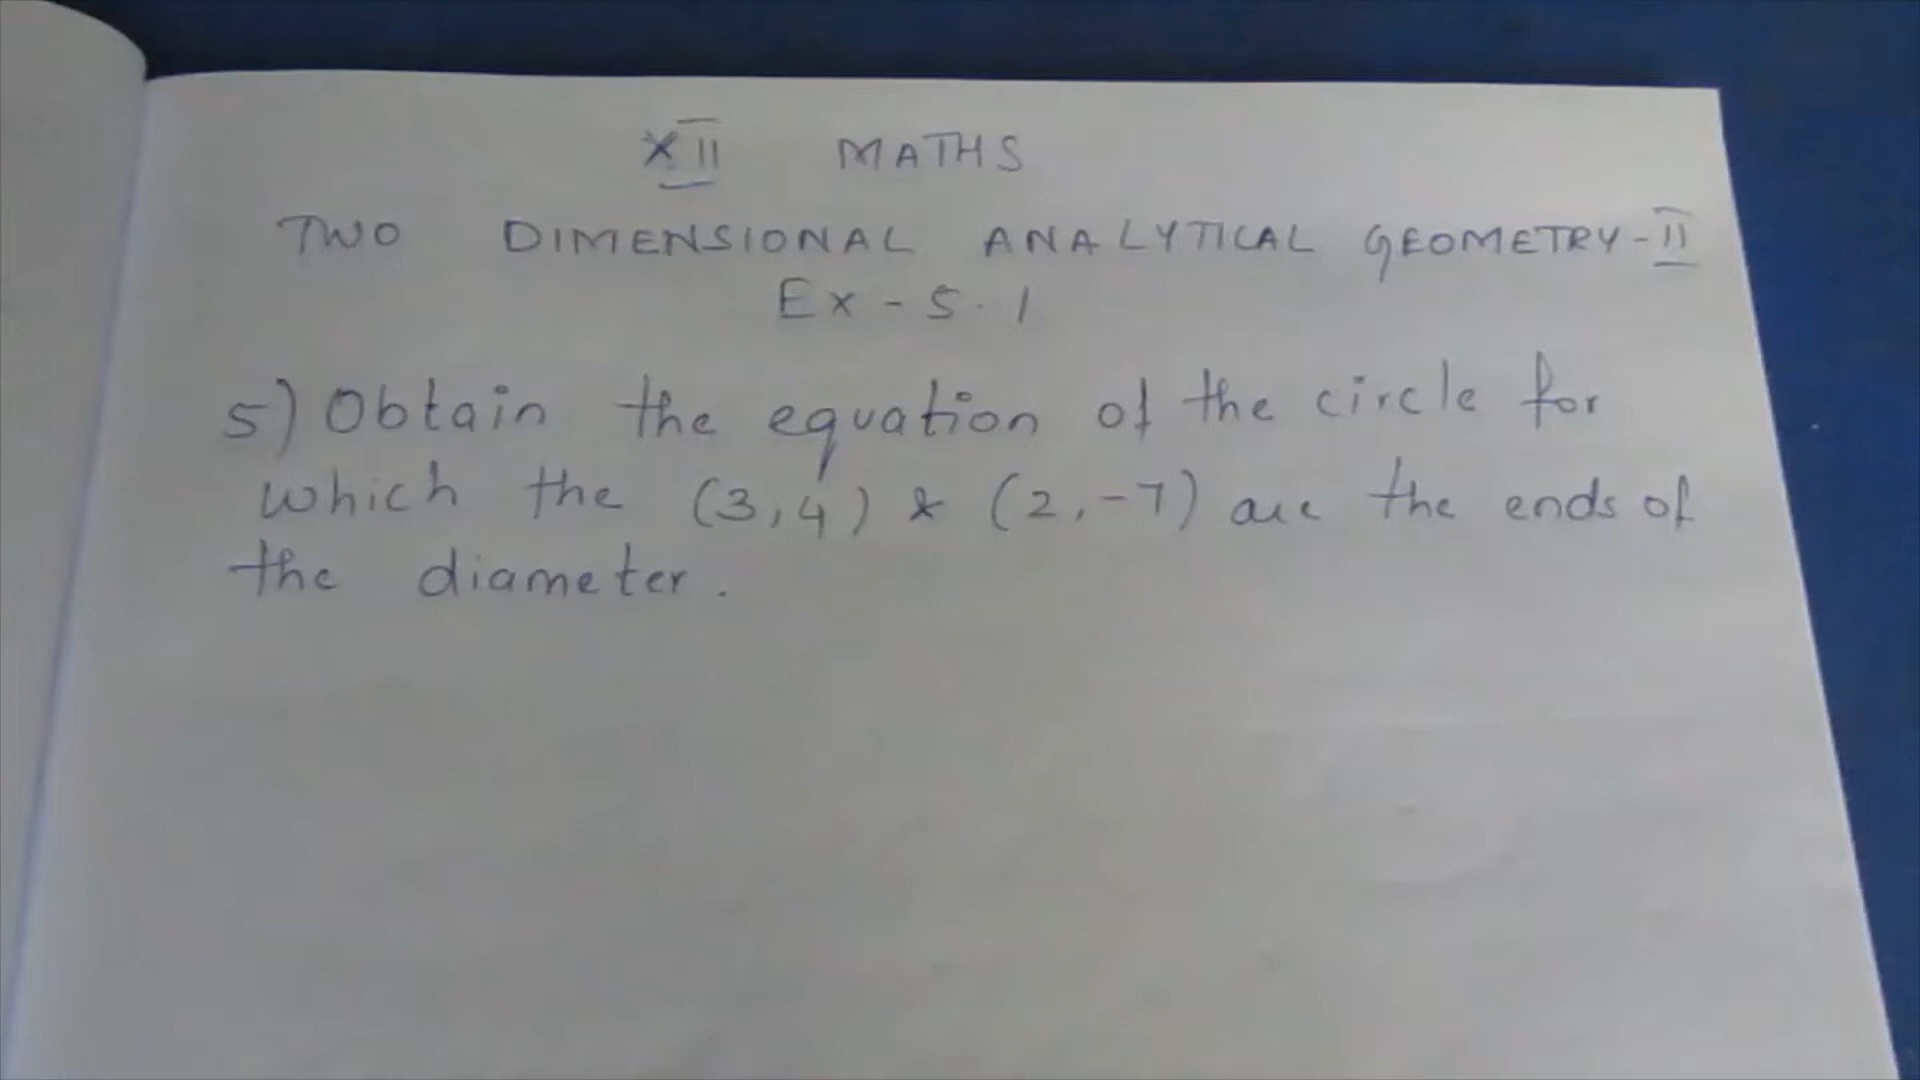 XII MATHS
TWO DIMENSIONAL ANALYTICAL GEOMETRY-II
Ex-5.1
5) Obtain the equation of the circle for
which the (3,4) & (2,-7) are the ends of
the diameter.